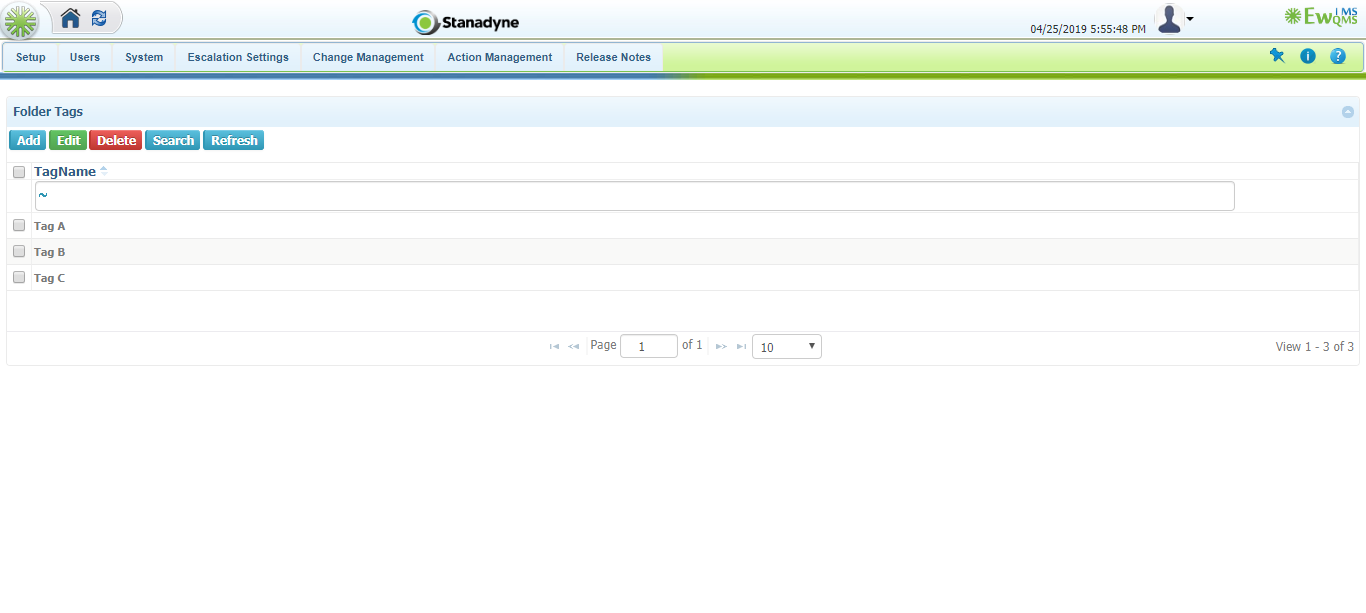 Stanadyne
04/25/2019 5:55:48 PM
EwQMS iMS
Setup Users System Escalation Settings Change Management Action Management Release Notes
Folder Tags
Add Edit Delete Search Refresh
TagName
~
Tag A
Tag B
Tag C
Page 1 of 1 10 View 1 - 3 of 3